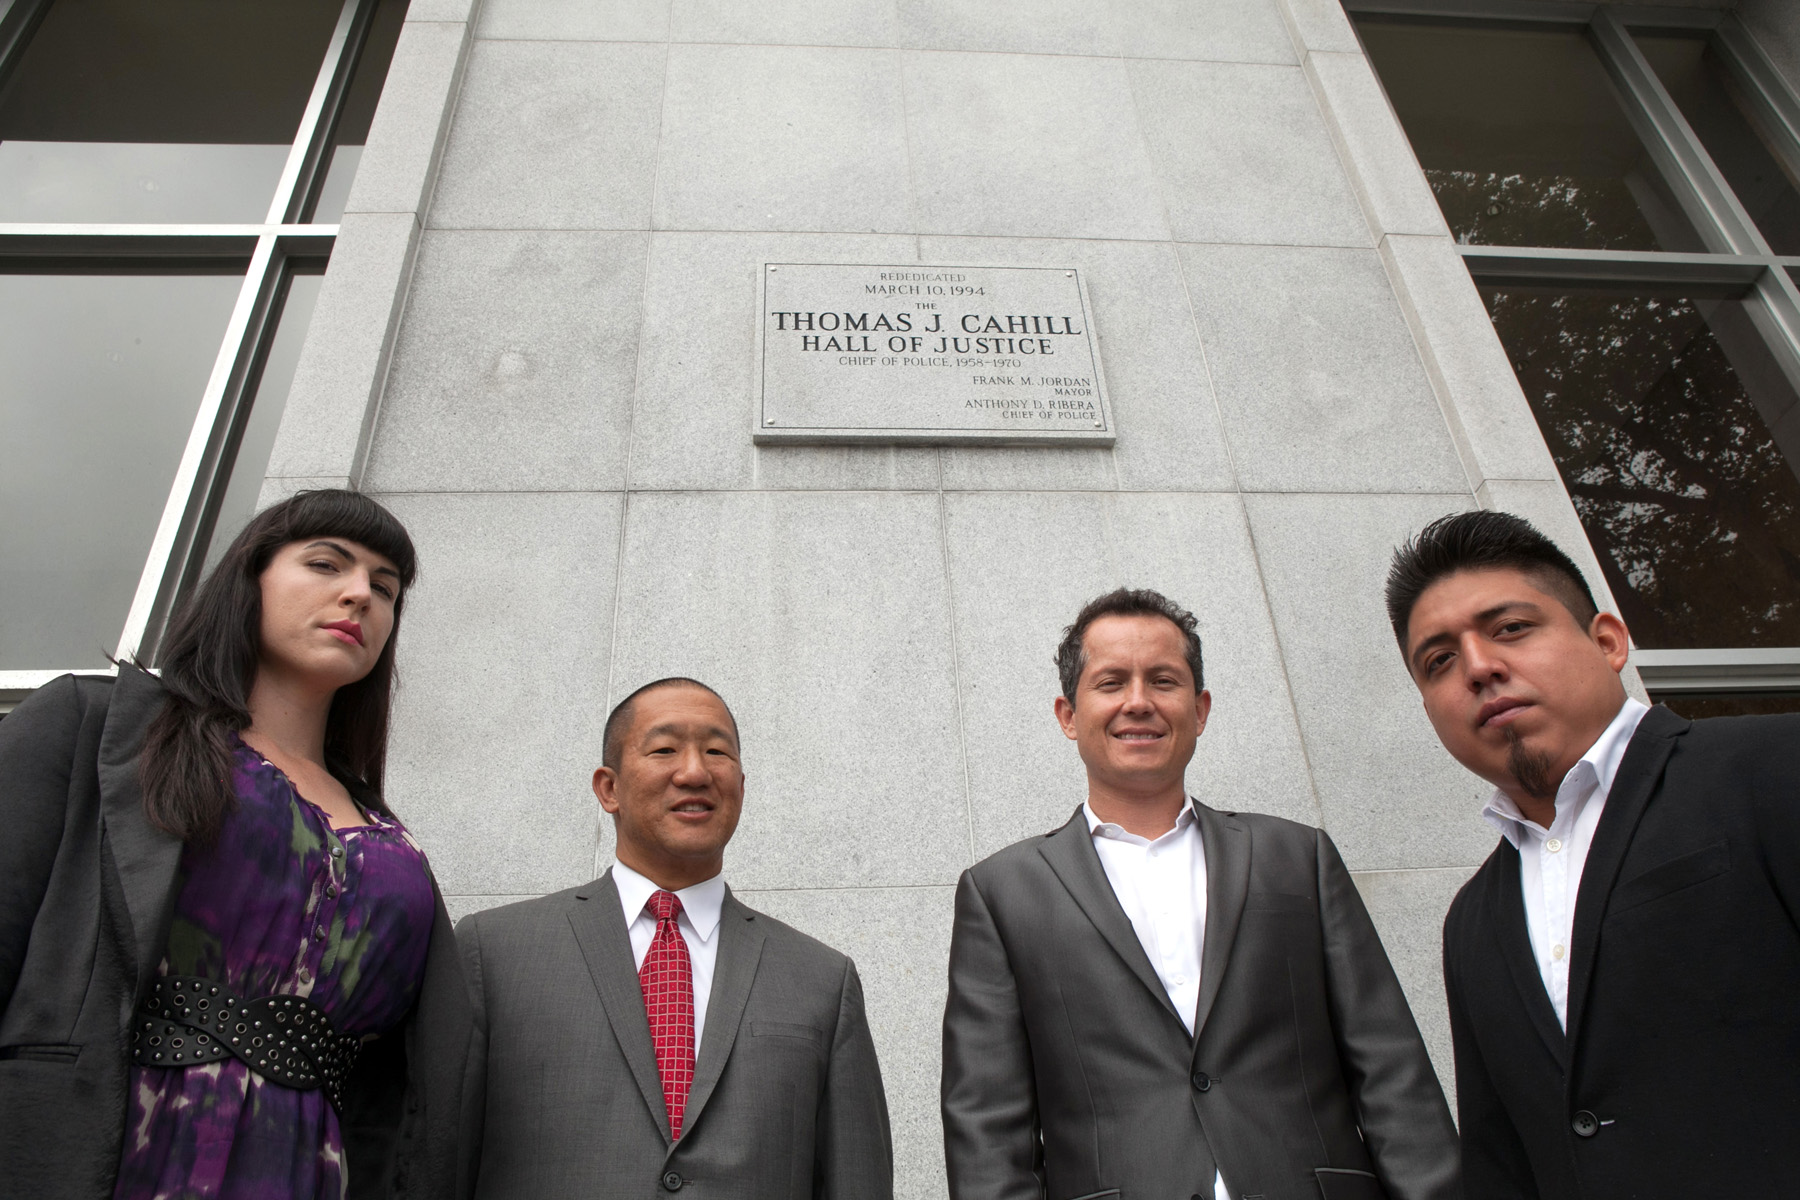 REDEDICATED
MARCH 10, 1994
THE
THOMAS J. CAHILL
HALL OF JUSTICE
CHIEF OF POLICE, 1958-1970
FRANK M. JORDAN
MAYOR
ANTHONY D. RIBERA
CHIEF OF POLICE